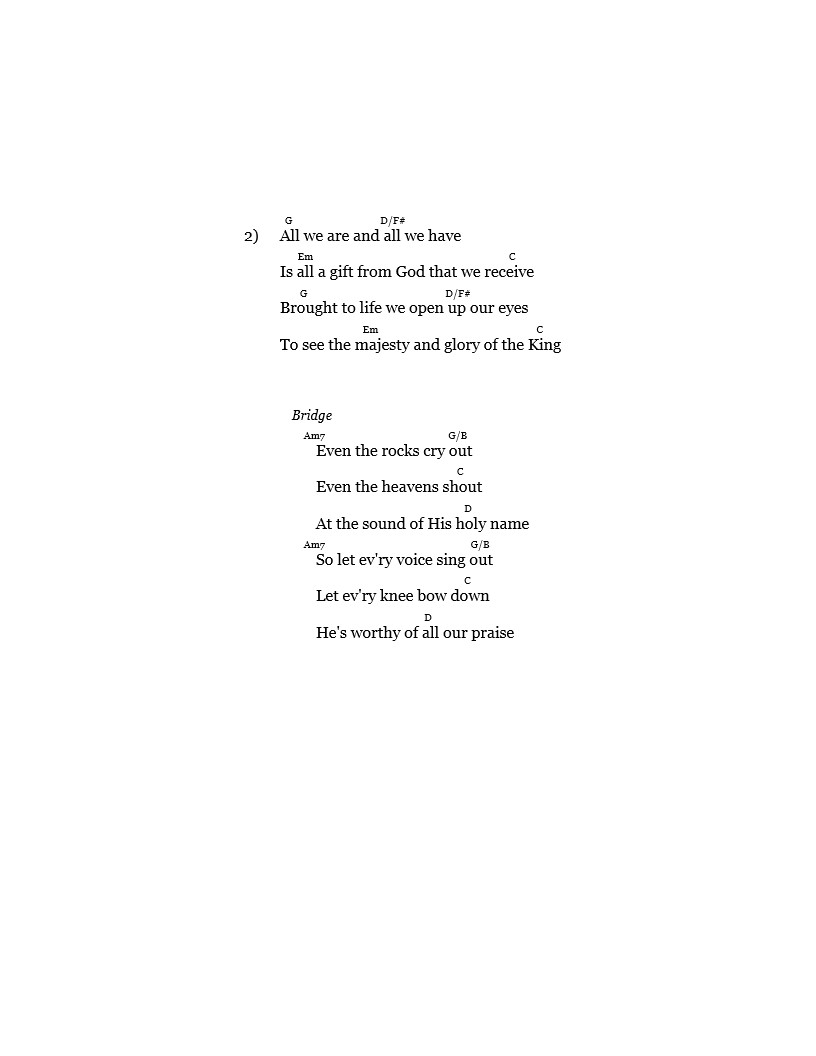 G D/F#
2) All we are and all we have
Em C
Is all a gift from God that we receive
G D/F#
Brought to life we open up our eyes
Em C
To see the majesty and glory of the King
Bridge
Am7 G/B
Even the rocks cry out
C
Even the heavens shout
D
At the sound of His holy name
Am7 G/B
So let ev'ry voice sing out
C
Let ev'ry knee bow down
D
He's worthy of all our praise